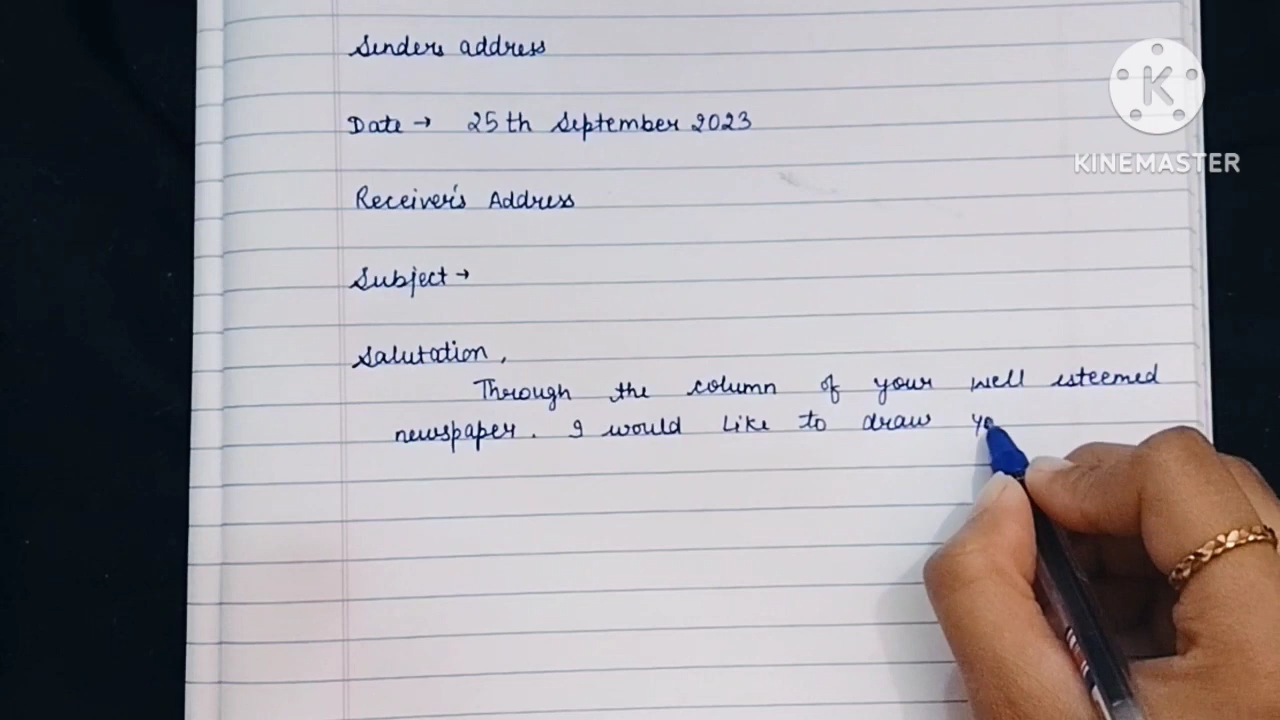 Senders address
Date → 25th September 2023
Receiver's Address
Subject →
Salutation,
Through the column of your well esteemed
newspaper. I would like to draw yo
K
KINEMASTER